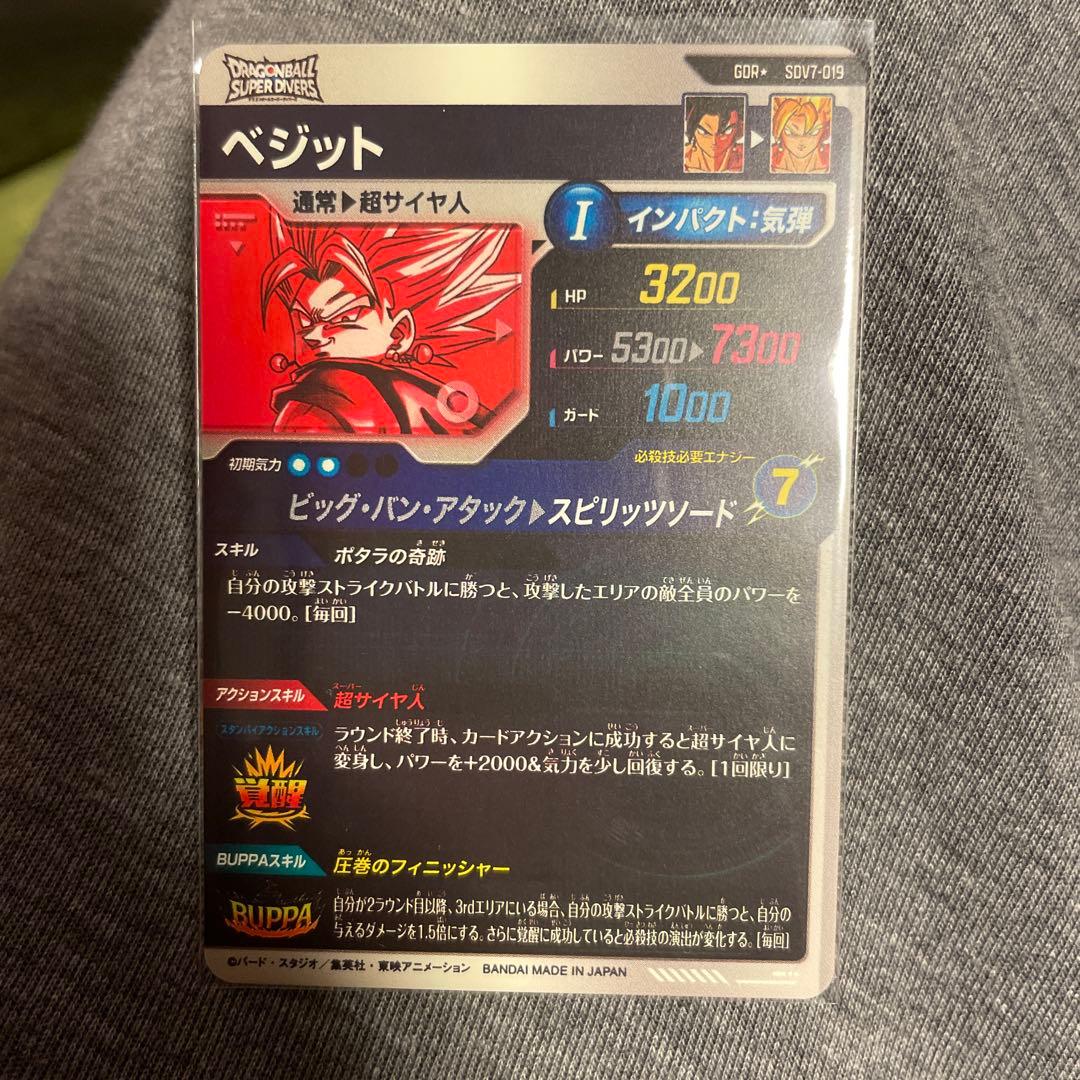 DRAGONBALL
SUPER DIVERS
GDR★ SDV7-019
ベジット
通常▶超サイヤ人
I インパクト:気弾
HP 3200
パワー 5300▶7300
ガード 1000
初期気力
必殺技必要エナジー
7
ビッグ・バン・アタック▶スピリッツソード
スキル ポタラの奇跡
自分の攻撃ストライクバトルに勝つと、攻撃したエリアの敵全員のパワーを
-4000。[毎回]
アクションスキル 超サイヤ人
スタンバイアクションスキル
覚醒
ラウンド終了時、カードアクションに成功すると超サイヤ人に
変身し、パワーを+2000&気力を少し回復する。[1回限り]
BUPPAスキル 圧巻のフィニッシャー
BUPPA
自分が2ラウンド目以降、3rdエリアにいる場合、自分の攻撃ストライクバトルに勝つと、自分の
与えるダメージを1.5倍にする。さらに覚醒に成功していると必殺技の演出が変化する。[毎回]
©バード・スタジオ/集英社・東映アニメーション BANDAI MADE IN JAPAN